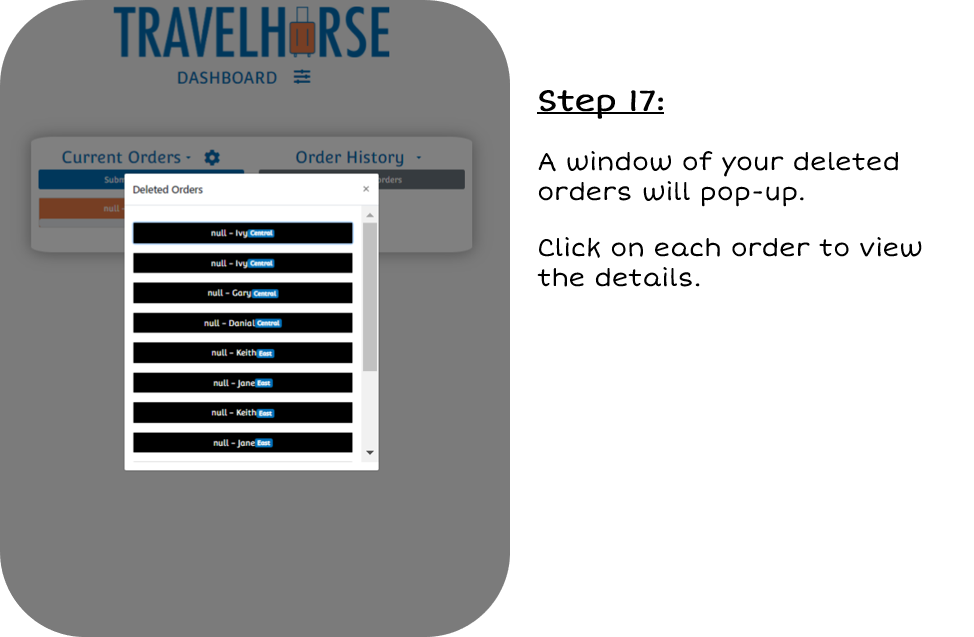 TRAVELHORSE
DASHBOARD
Current Orders
Order History
Subm
orders
null -
Deleted Orders
×
null - Ivy Central
null - Ivy Central
null - Gary Central
null - Danial Central
null - Keith East
null - Jane East
null - Keith East
null - Jane East
Step 17:
A window of your deleted
orders will pop-up.
Click on each order to view
the details.